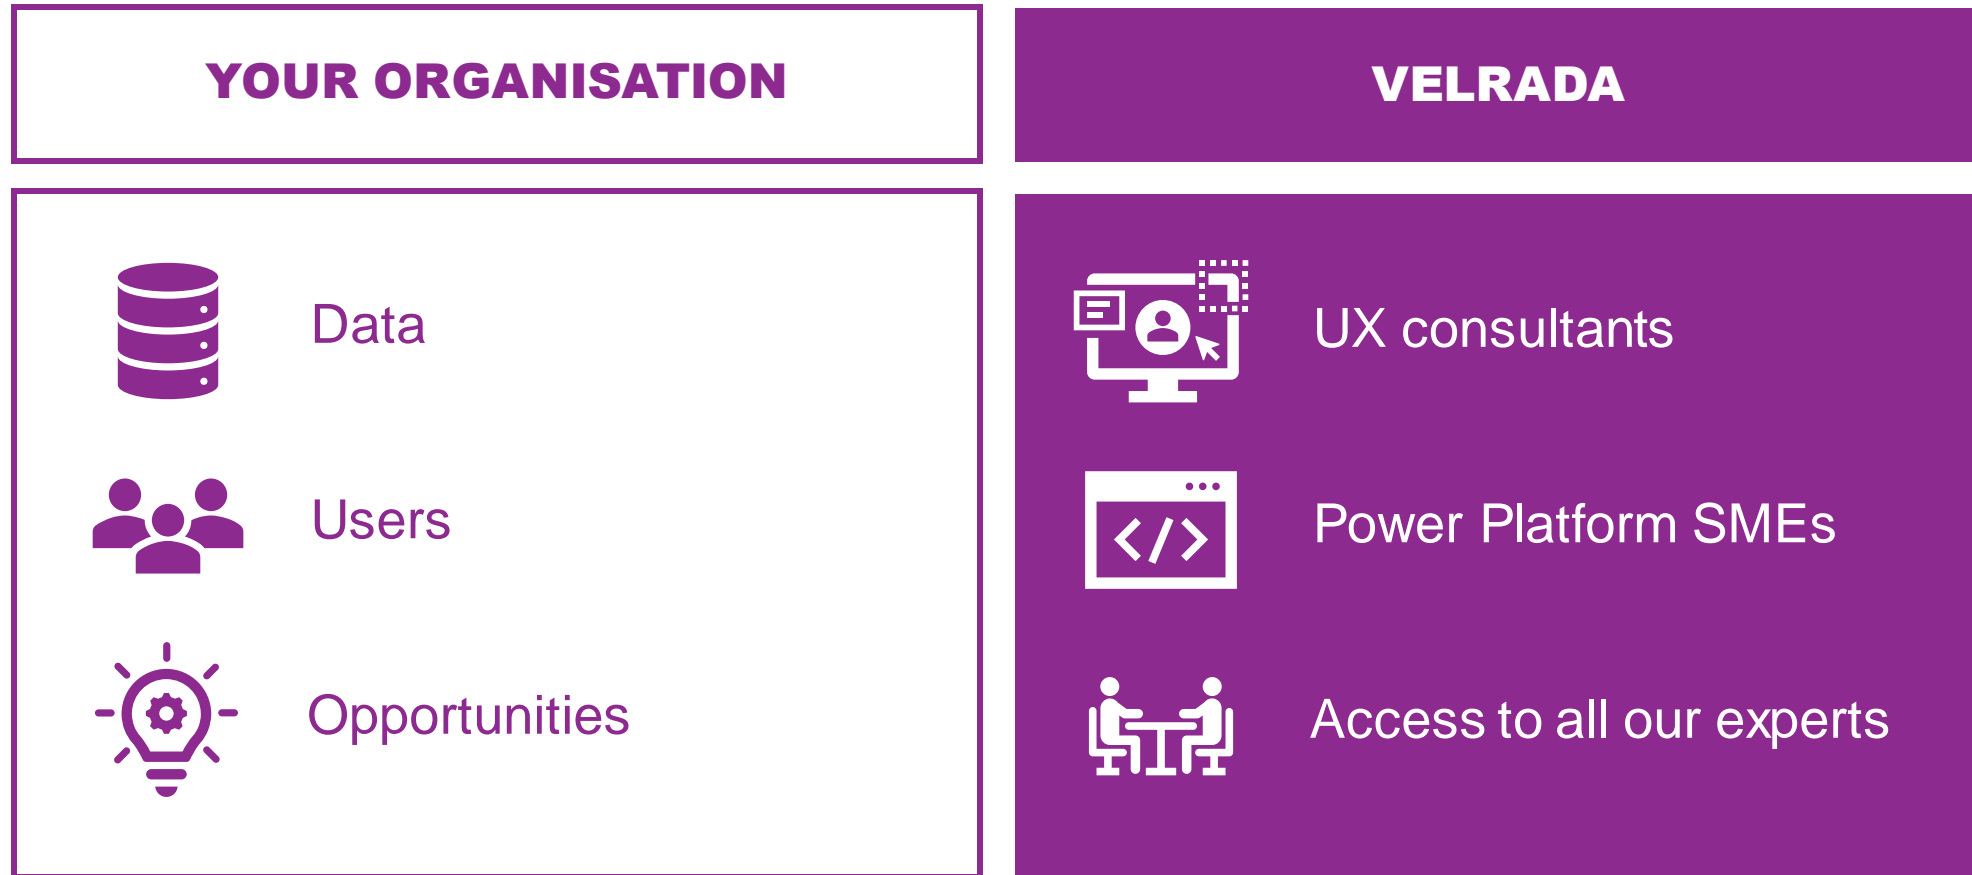 YOUR ORGANISATION
Data
Users
Opportunities
VELRADA
UX consultants
Power Platform SMEs
Access to all our experts